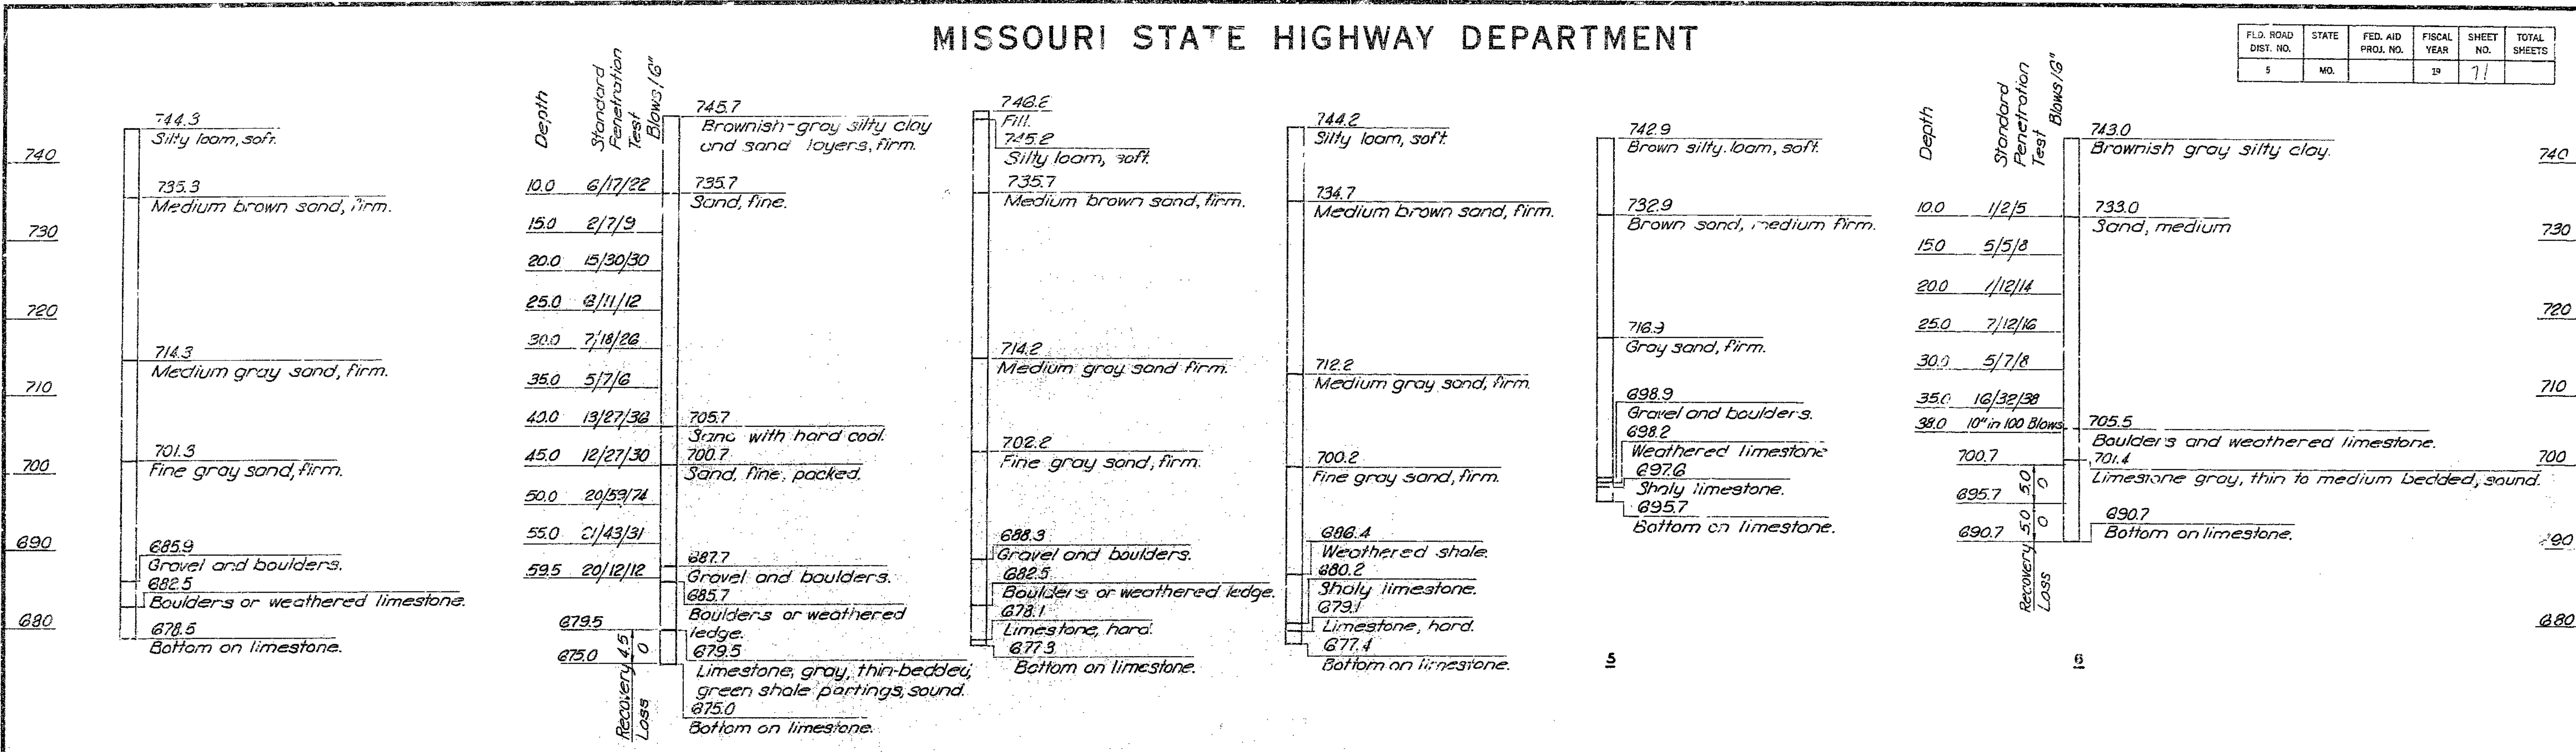 MISSOURI STATE HIGHWAY DEPARTMENT
FLD. ROAD DIST. NO. STATE FED. AID PROJ. NO. FISCAL YEAR SHEET NO. TOTAL SHEETS
5 MO. 19 71
740
730
720
710
700
690
680
744.3
Silty loam, soft.
735.3
Medium brown sand, firm.
714.3
Medium gray sand, firm.
701.3
Fine gray sand, firm.
685.9
Gravel and boulders.
682.5
Boulders or weathered limestone.
678.5
Bottom on limestone.
Depth
Standard
Penetration
Test
Blows/6"
10.0 6/17/22
15.0 2/7/9
20.0 15/30/30
25.0 8/11/12
30.0 7/18/26
35.0 5/7/6
40.0 13/27/36
45.0 12/27/30
50.0 20/59/74
55.0 21/43/31
59.5 20/12/12
679.5
675.0
Recovery 4.5
Loss 0
745.7
Brownish-gray silty clay
and sand layers, firm.
735.7
Sand, fine.
705.7
Sand with hard coal.
700.7
Sand, fine, packed.
687.7
Gravel and boulders.
685.7
Boulders or weathered
ledge.
679.5
Limestone, gray, thin-bedded,
green shale partings, sound.
675.0
Bottom on limestone.
746.2
Fill.
745.2
Silty loam, soft.
735.7
Medium brown sand, firm.
714.2
Medium gray sand firm.
702.2
Fine gray sand, firm.
688.3
Gravel and boulders.
682.5
Boulders or weathered ledge.
678.1
Limestone, hard.
677.3
Bottom on limestone.
744.2
Silty loam, soft.
734.7
Medium brown sand, firm.
712.2
Medium gray sand, firm.
700.2
Fine gray sand, firm.
686.4
Weathered shale.
680.2
Shaly limestone.
679.1
Limestone, hard.
677.4
Bottom on limestone.
742.9
Brown silty loam, soft.
732.9
Brown sand, medium firm.
716.9
Gray sand, firm.
698.9
Gravel and boulders.
698.2
Weathered limestone
697.6
Shaly limestone.
695.7
Bottom on limestone.
5
Depth
Standard
Penetration
Test
Blows/6"
10.0 1/2/5
15.0 5/5/8
20.0 1/12/14
25.0 7/12/16
30.0 5/7/8
35.0 16/32/38
38.0 10" in 100 Blows
700.7
695.7
690.7
Recovery 5.0 5.0
Loss 0 0
743.0
Brownish gray silty clay.
733.0
Sand, medium
705.5
Boulders and weathered limestone.
701.4
Limestone gray, thin to medium bedded, sound.
690.7
Bottom on limestone.
6
740
730
720
710
700
690
680